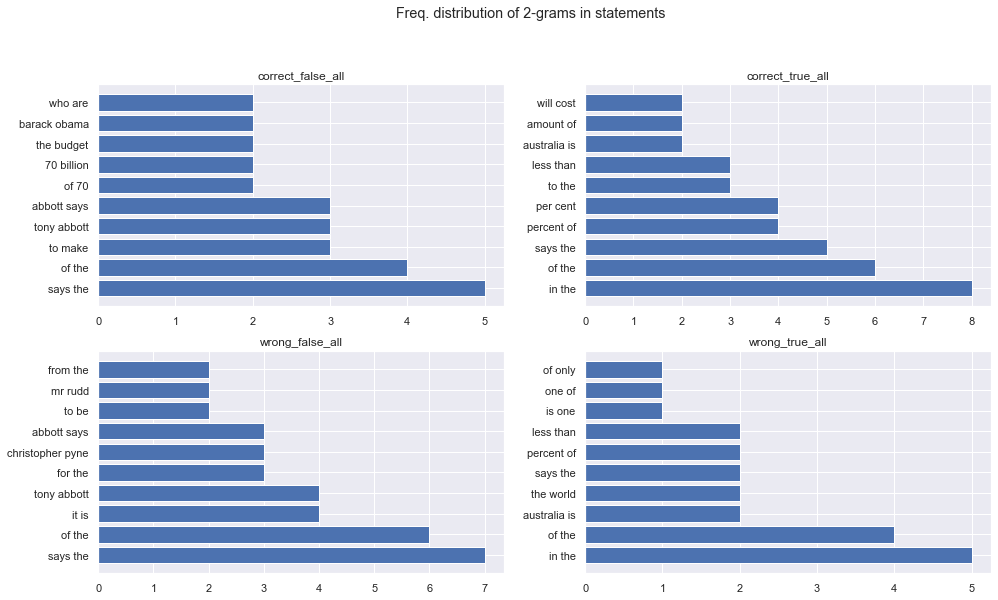 Freq. distribution of 2-grams in statements
correct_false_all
who are
barack obama
the budget
70 billion
of 70
abbott says
tony abbott
to make
of the
says the
0 1 2 3 4 5
correct_true_all
will cost
amount of
australia is
less than
to the
per cent
percent of
says the
of the
in the
0 1 2 3 4 5 6 7 8
wrong_false_all
from the
mr rudd
to be
abbott says
christopher pyne
for the
tony abbott
it is
of the
says the
0 1 2 3 4 5 6 7
wrong_true_all
of only
one of
is one
less than
percent of
says the
the world
australia is
of the
in the
0 1 2 3 4 5